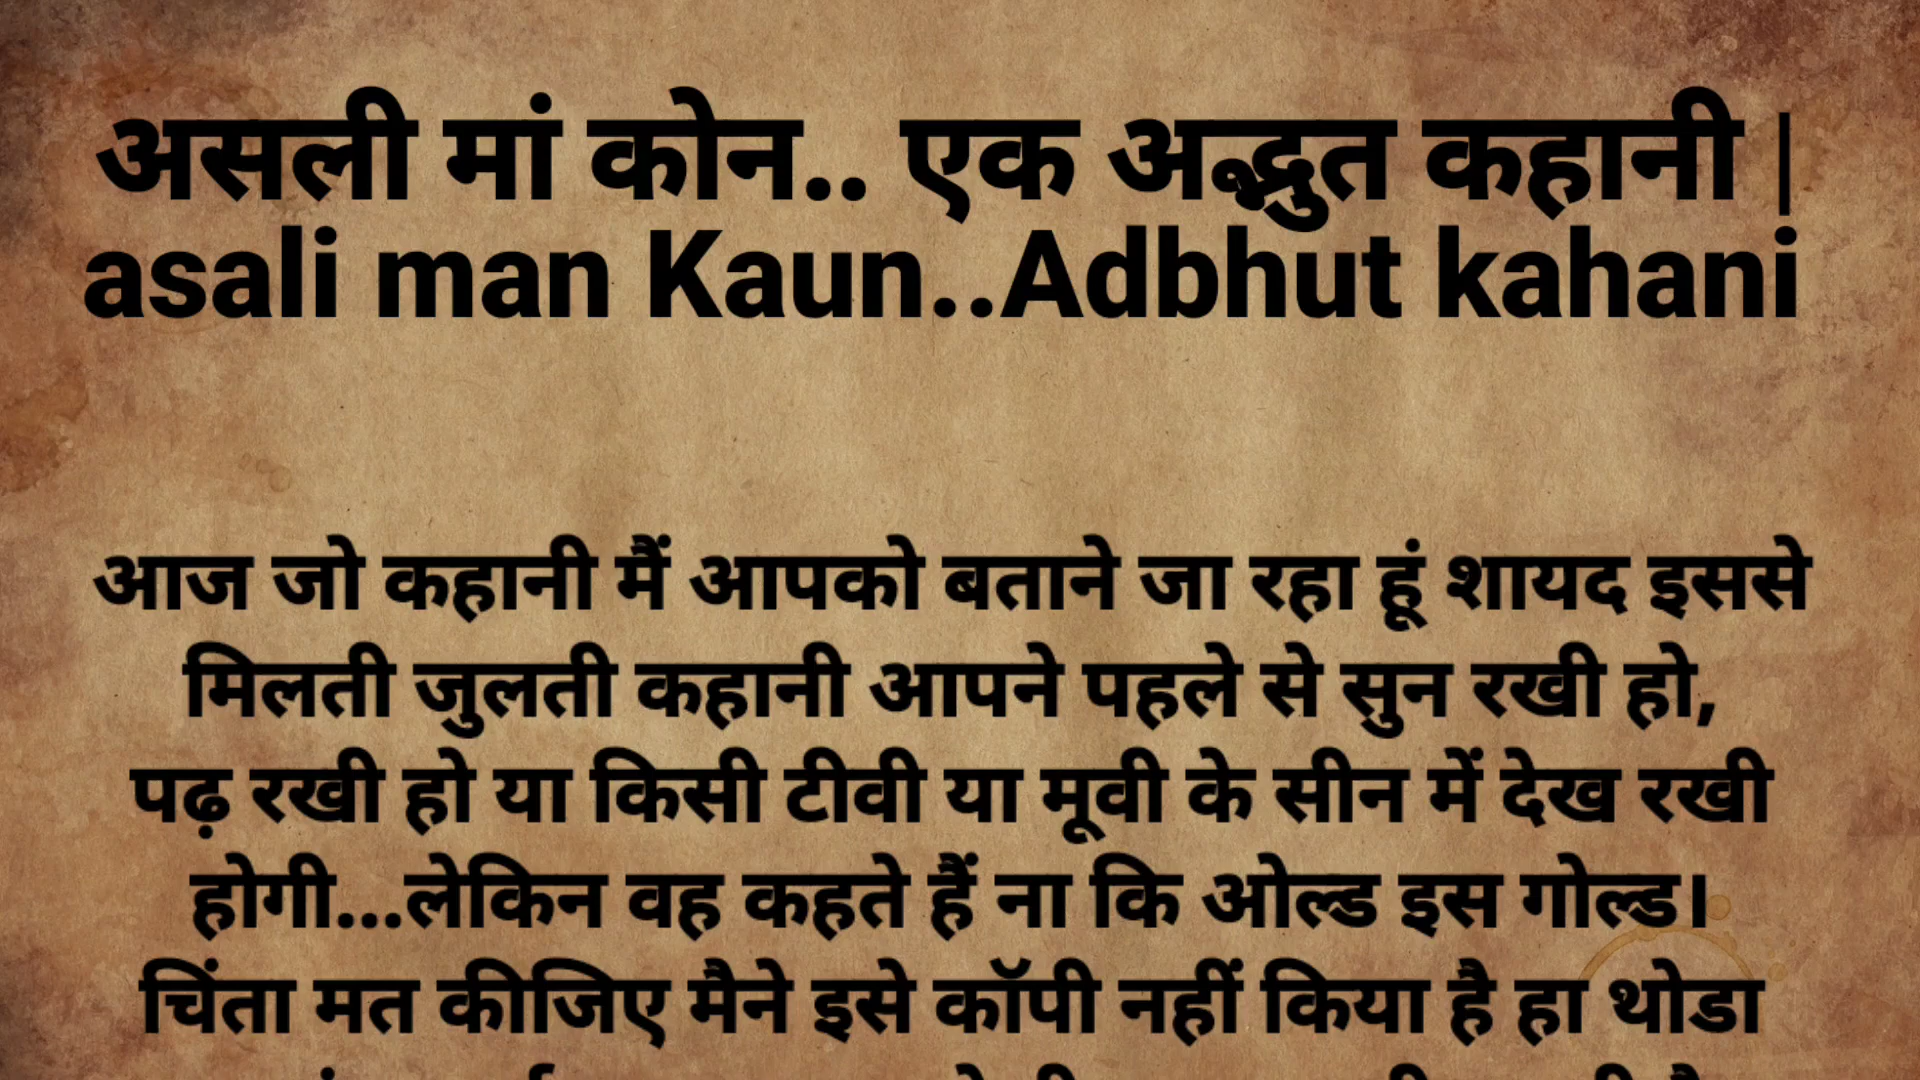 असली मां कोन.. एक अद्भुत कहानी |
asali man Kaun..Adbhut kahani
आज जो कहानी मैं आपको बताने जा रहा हूं शायद इससे
मिलती जुलती कहानी आपने पहले से सुन रखी हो,
पढ़ रखी हो या किसी टीवी या मूवी के सीन में देख रखी
होगी...लेकिन वह कहते हैं ना कि ओल्ड इस गोल्ड।
चिंता मत कीजिए मैने इसे कॉपी नहीं किया है हा थोडा